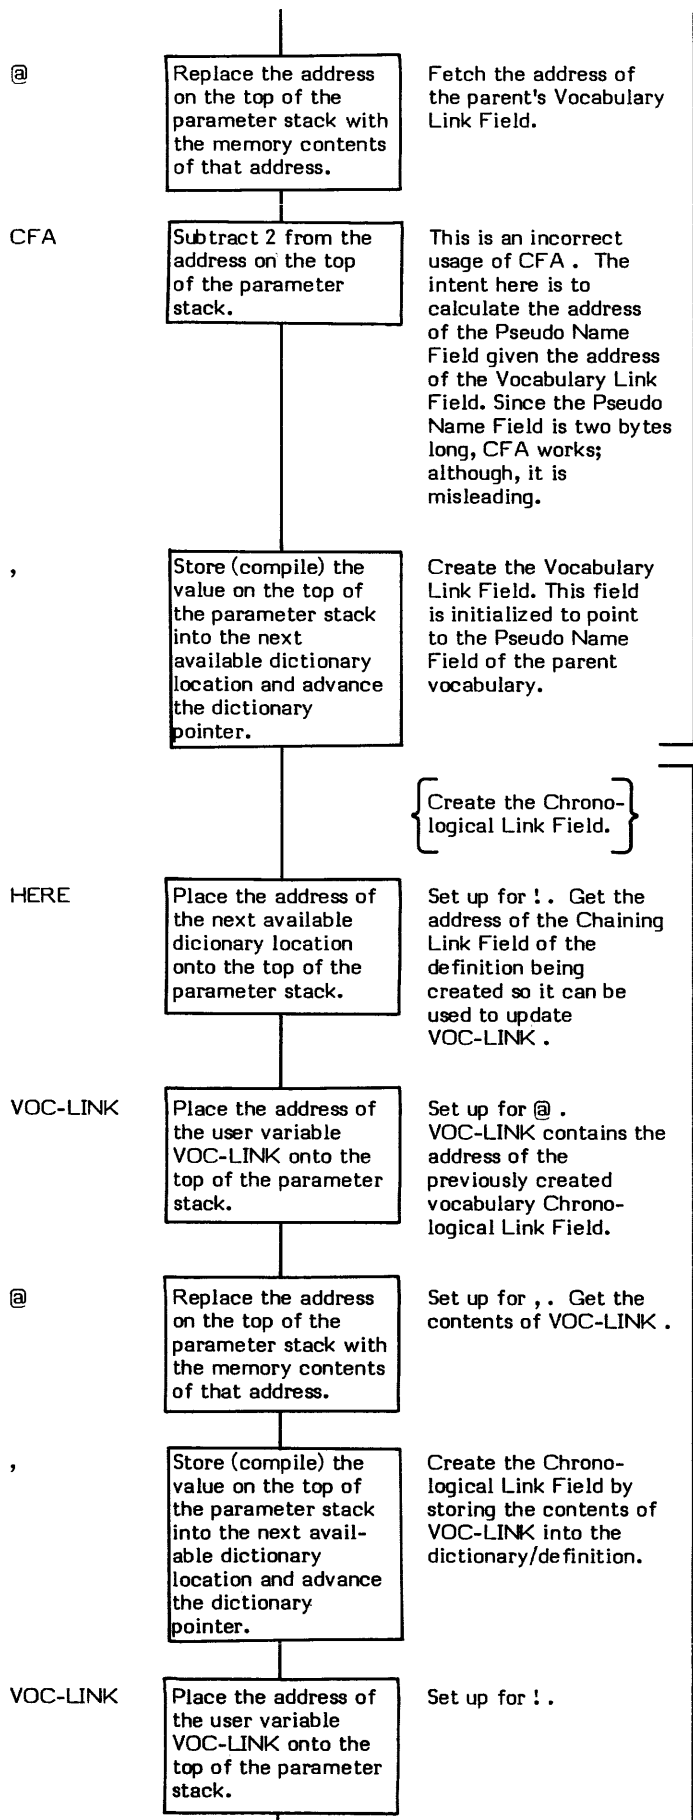 @
Replace the address
on the top of the
parameter stack with
the memory contents
of that address.
Fetch the address of
the parent's Vocabulary
Link Field.
CFA
Subtract 2 from the
address on the top
of the parameter
stack.
This is an incorrect
usage of CFA . The
intent here is to
calculate the address
of the Pseudo Name
Field given the address
of the Vocabulary Link
Field. Since the Pseudo
Name Field is two bytes
long, CFA works;
although, it is
misleading.
,
Store (compile) the
value on the top of
the parameter stack
into the next
available dictionary
location and advance
the dictionary
pointer.
Create the Vocabulary
Link Field. This field
is initialized to point
to the Pseudo Name
Field of the parent
vocabulary.
{Create the Chrono-
logical Link Field.}
HERE
Place the address of
the next available
dicionary location
onto the top of the
parameter stack.
Set up for ! . Get the
address of the Chaining
Link Field of the
definition being
created so it can be
used to update
VOC-LINK .
VOC-LINK
Place the address of
the user variable
VOC-LINK onto the
top of the parameter
stack.
Set up for @ .
VOC-LINK contains the
address of the
previously created
vocabulary Chrono-
logical Link Field.
@
Replace the address
on the top of the
parameter stack with
the memory contents
of that address.
Set up for , . Get the
contents of VOC-LINK .
,
Store (compile) the
value on the top of
the parameter stack
into the next avail-
able dictionary
location and advance
the dictionary
pointer.
Create the Chrono-
logical Link Field by
storing the contents of
VOC-LINK into the
dictionary/definition.
VOC-LINK
Place the address of
the user variable
VOC-LINK onto the
top of the parameter
stack.
Set up for ! .